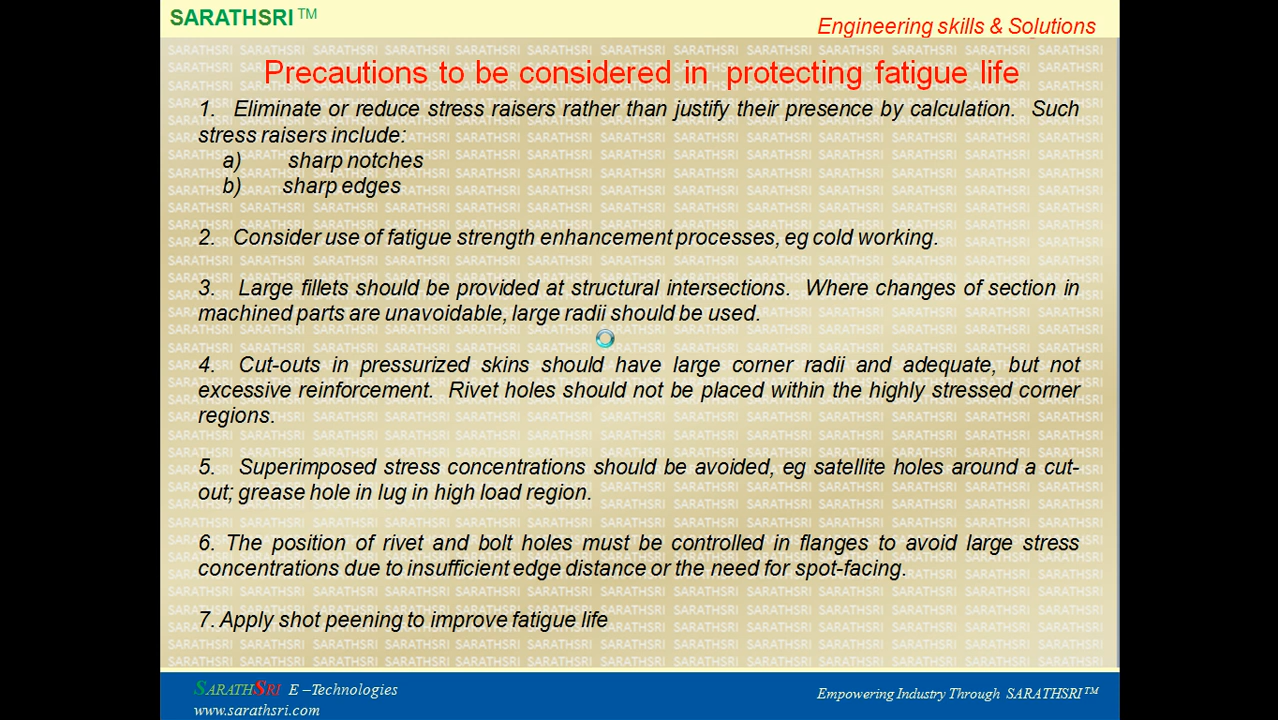 SARATHSRI™
Engineering skills & Solutions
Precautions to be considered in protecting fatigue life
1. Eliminate or reduce stress raisers rather than justify their presence by calculation. Such
stress raisers include:
a) sharp notches
b) sharp edges
2. Consider use of fatigue strength enhancement processes, eg cold working.
3. Large fillets should be provided at structural intersections. Where changes of section in
machined parts are unavoidable, large radii should be used.
4. Cut-outs in pressurized skins should have large corner radii and adequate, but not
excessive reinforcement. Rivet holes should not be placed within the highly stressed corner
regions.
5. Superimposed stress concentrations should be avoided, eg satellite holes around a cut-
out; grease hole in lug in high load region.
6. The position of rivet and bolt holes must be controlled in flanges to avoid large stress
concentrations due to insufficient edge distance or the need for spot-facing.
7. Apply shot peening to improve fatigue life
SARATHSRI E –Technologies
www.sarathsri.com
Empowering Industry Through SARATHSRI™